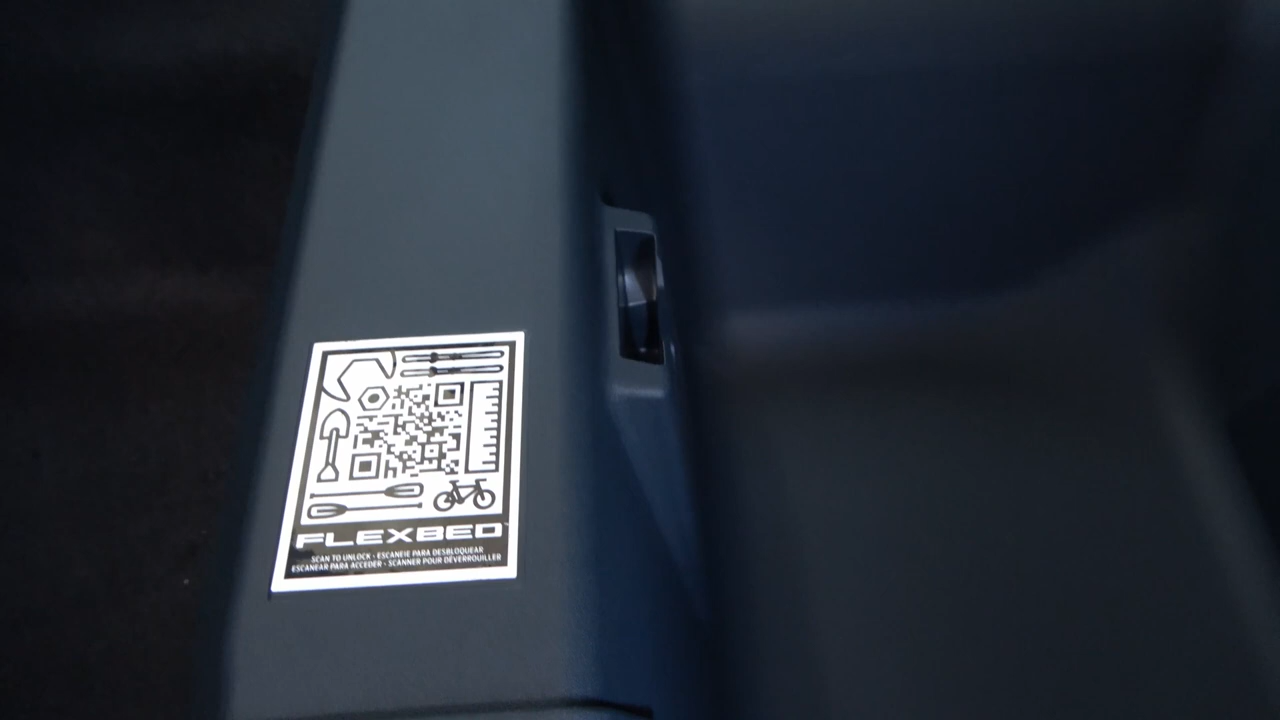 FLEXBED
SCAN TO UNLOCK - ESCANEIE PARA DESBLOQUEAR
ESCANEAR PARA ACCEDER - SCANNER POUR DÉVERROUILLER